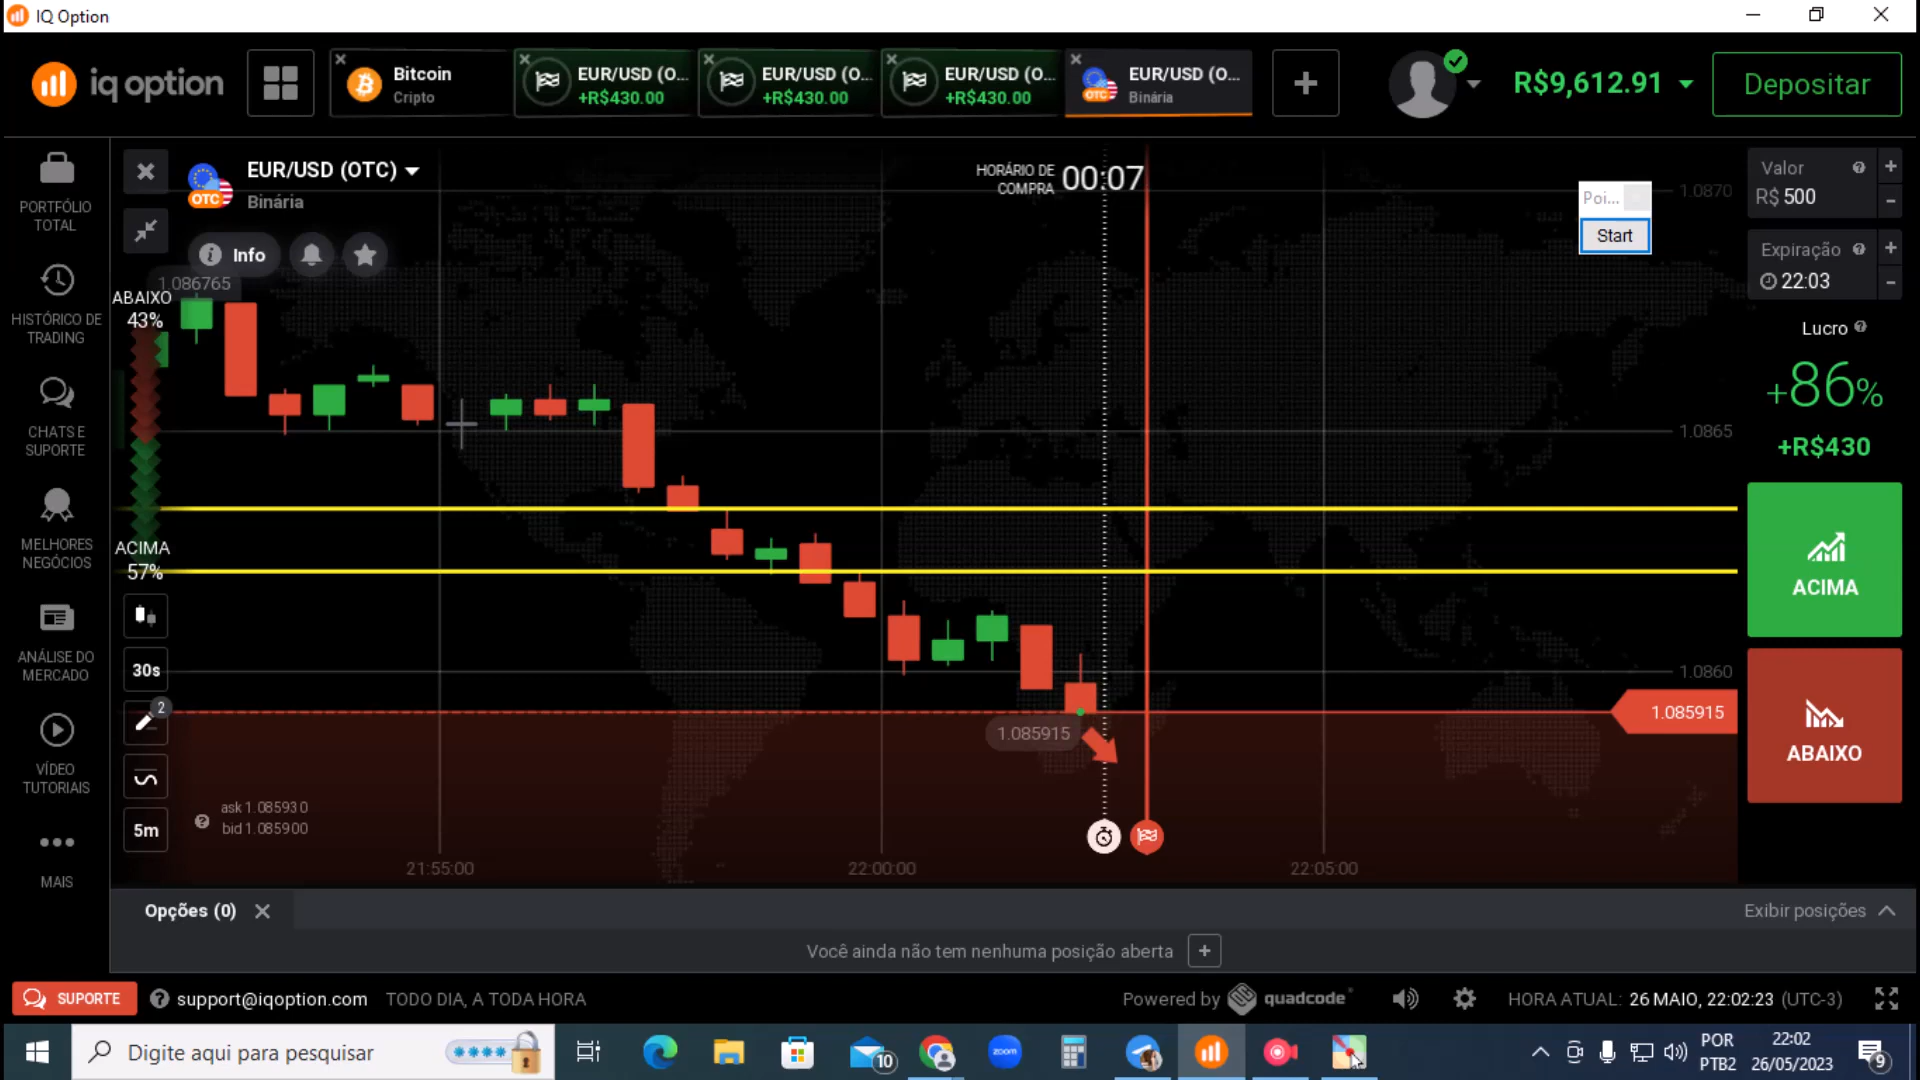 IQ Option
iq option
Bitcoin
Cripto
EUR/USD (O...
+R$430.00
EUR/USD (O...
+R$430.00
EUR/USD (O...
+R$430.00
OTC
EUR/USD (O...
Binária
R$9,612.91
Depositar
PORTFÓLIO
TOTAL
HISTÓRICO DE
TRADING
CHATS E
SUPORTE
MELHORES
NEGÓCIOS
ANÁLISE DO
MERCADO
VÍDEO
TUTORIAIS
MAIS
OTC
EUR/USD (OTC)
Binária
Info
1.086765
ABAIXO
43%
ACIMA
57%
30s
2
5m
HORÁRIO DE
COMPRA
00:07
Poi...
Start
1.0870
1.0865
1.0860
1.085915
1.085915
ask 1.085930
bid 1.085900
21:55:00
22:00:00
22:05:00
Valor
R$ 500
Expiração
22:03
Lucro
+86%
+R$430
ACIMA
ABAIXO
Opções (0)
Exibir posições
Você ainda não tem nenhuma posição aberta
SUPORTE
support@iqoption.com
TODO DIA, A TODA HORA
Powered by
quadcode
HORA ATUAL: 26 MAIO, 22:02:23 (UTC-3)
Digite aqui para pesquisar
10
zoom
POR
PTB2
22:02
26/05/2023
9